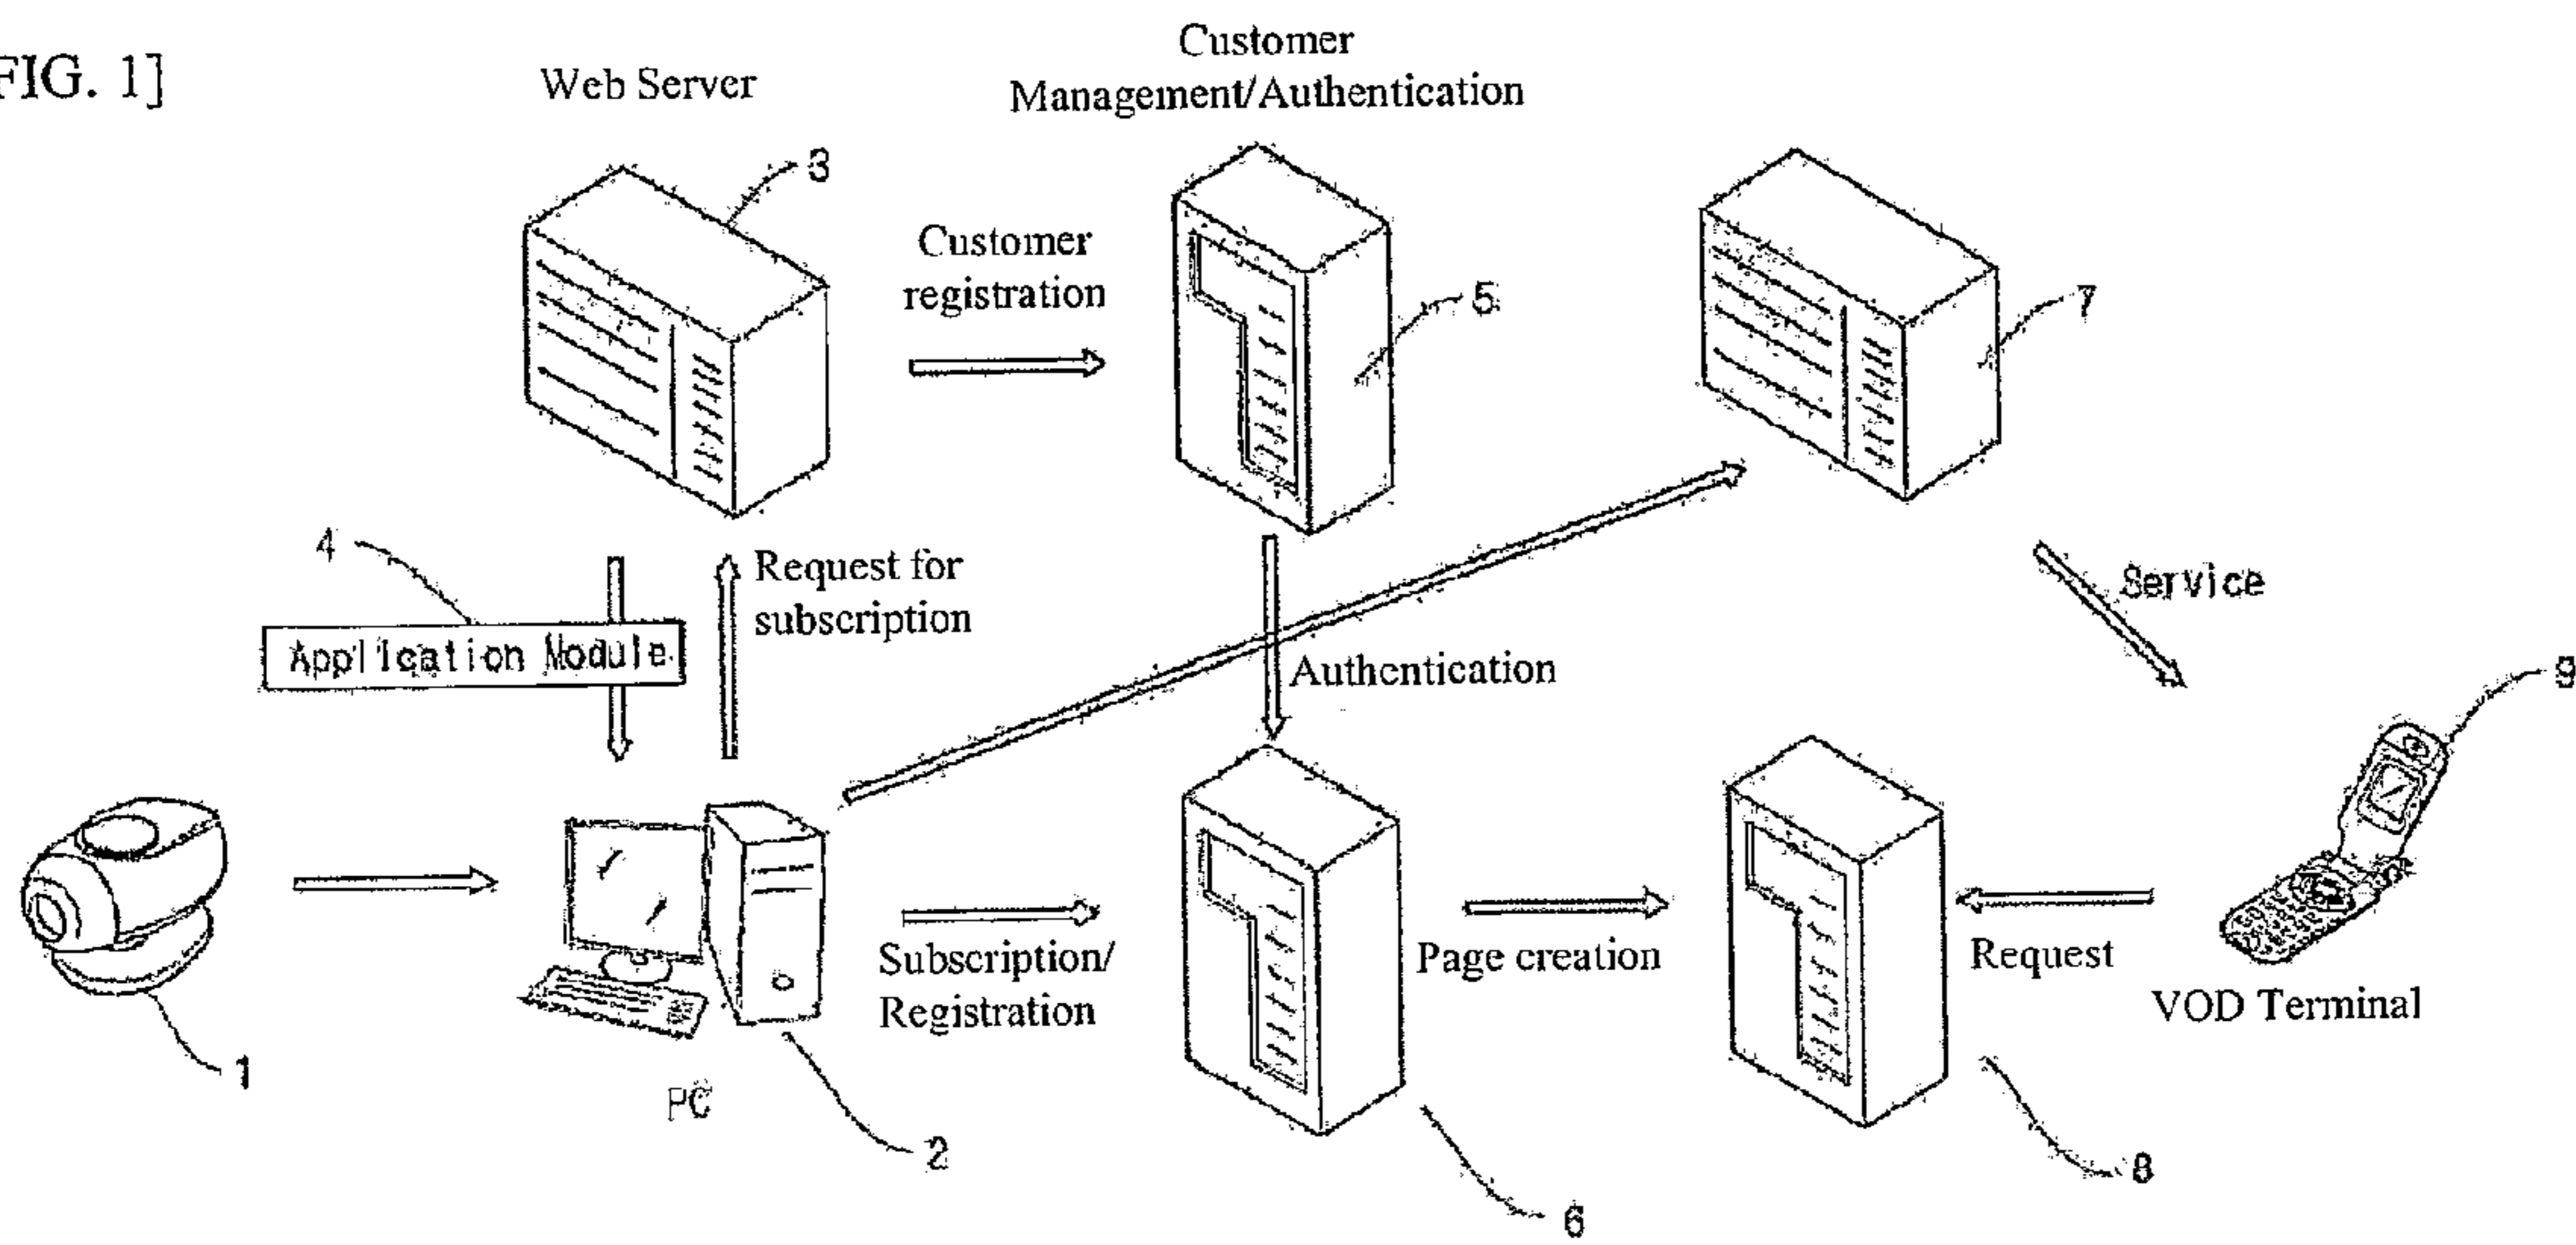 FIG. 1]
Web Server
Customer
Management/Authentication
3
Customer
registration
5
7
4
Request for
subscription
Application Module
Service
Authentication
9
Subscription/
Registration
Page creation
Request
VOD Terminal
1
PC
2
6
8